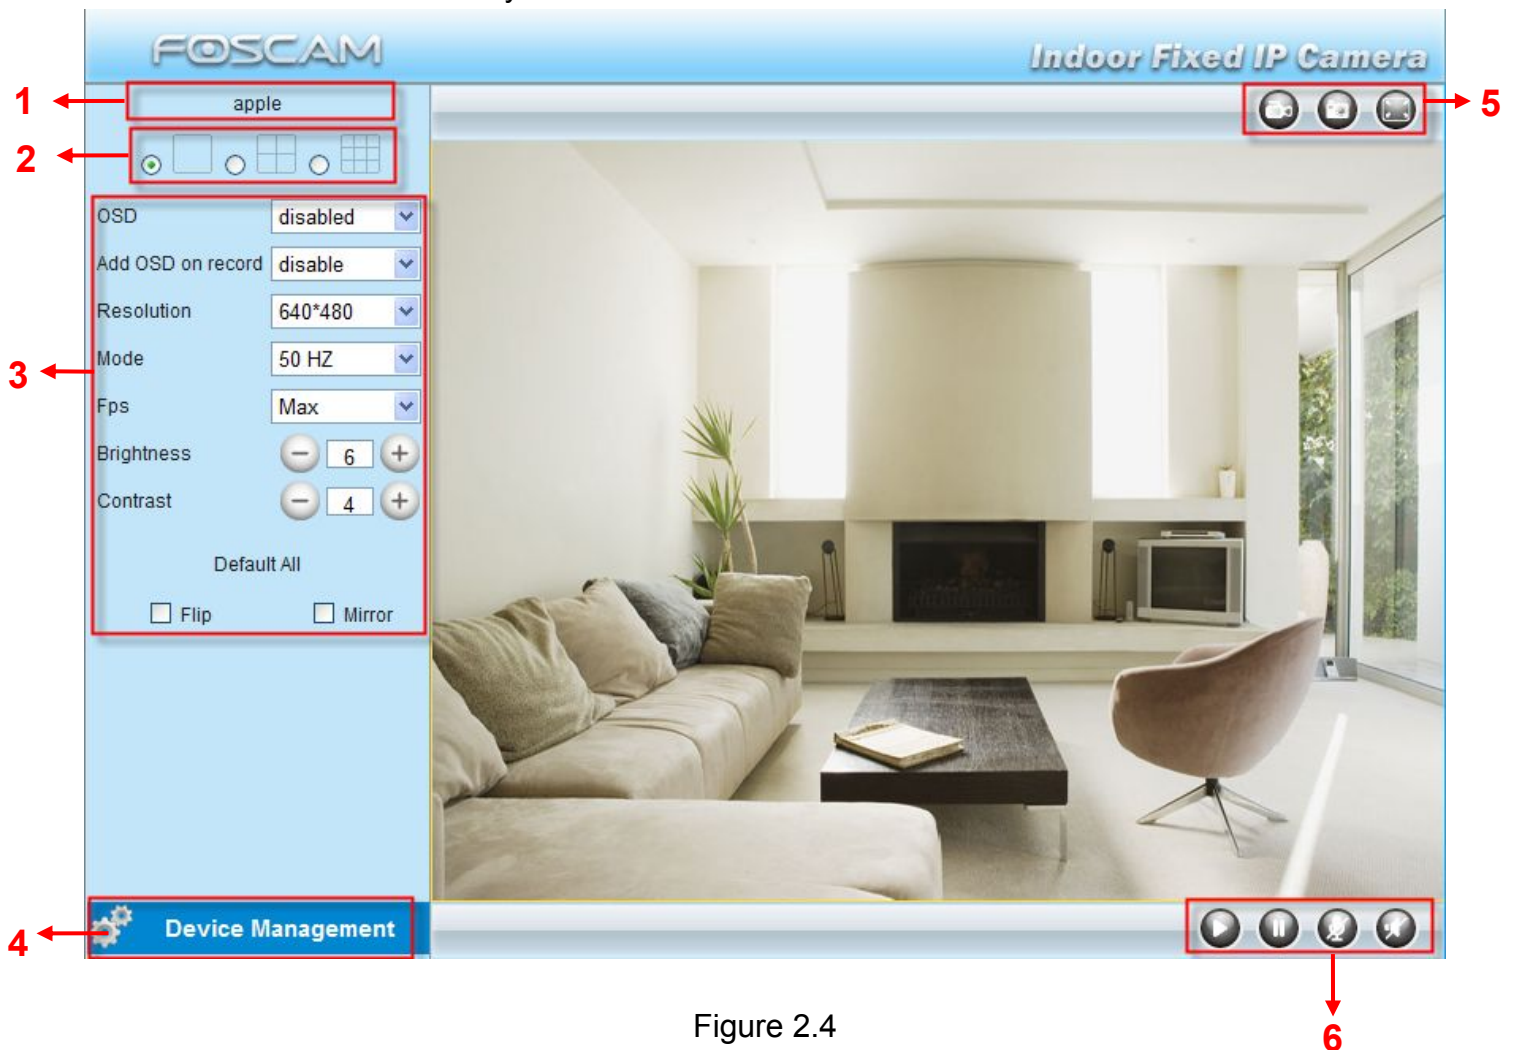 FOSCAM
Indoor Fixed IP Camera
1
apple
5
2
OSD
disabled
Add OSD on record
disable
Resolution
640*480
Mode
50 HZ
3
Fps
Max
Brightness
6
Contrast
4
Default All
Flip
Mirror
4
Device Management
Figure 2.4
6